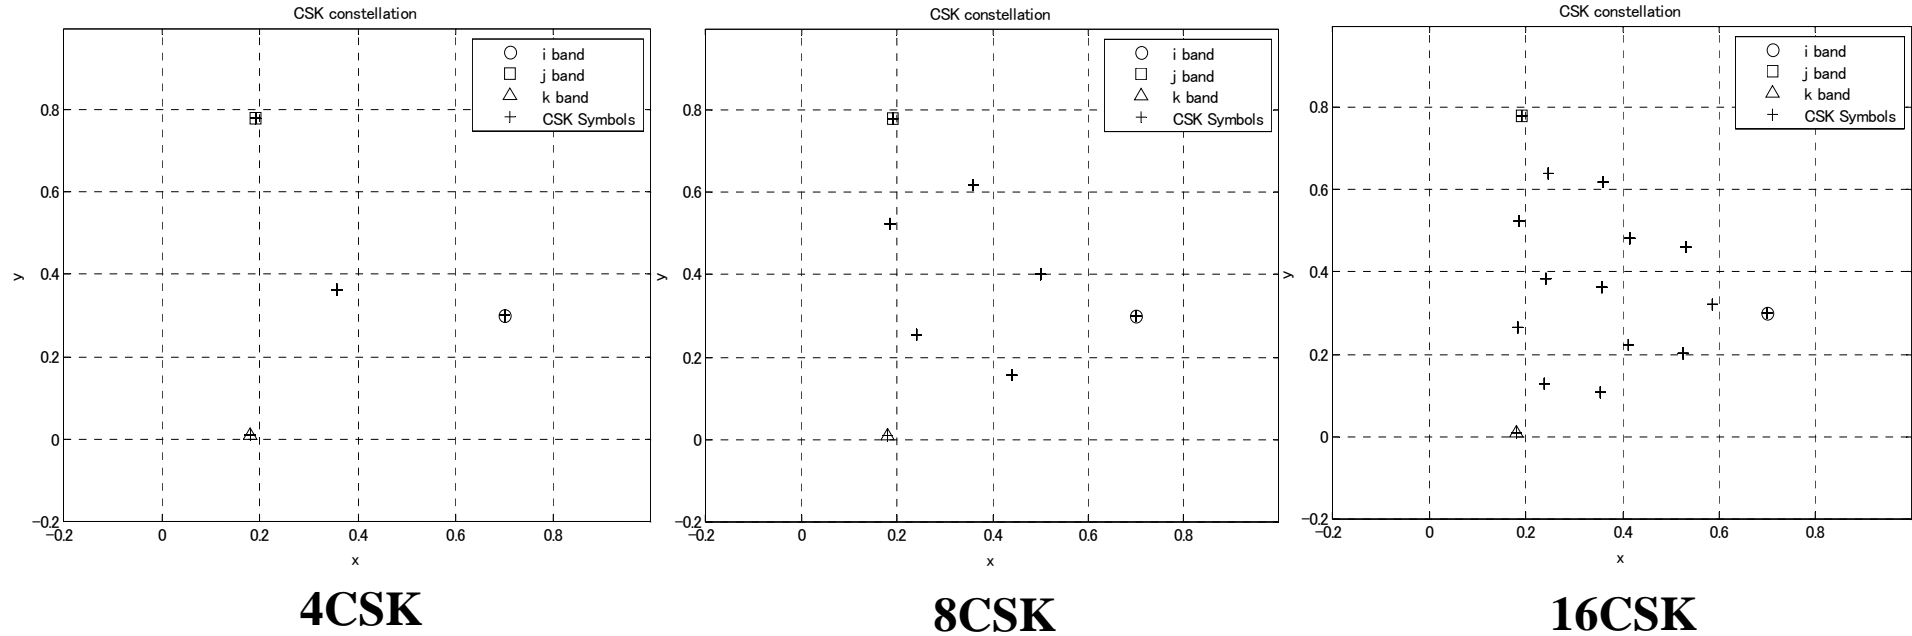 CSK constellation
i band
j band
k band
CSK Symbols
0.8
0.6
0.4
0.2
0
−0.2
−0.2 0 0.2 0.4 0.6 0.8
y
x
4CSK
CSK constellation
i band
j band
k band
CSK Symbols
0.8
0.6
0.4
0.2
0
−0.2
−0.2 0 0.2 0.4 0.6 0.8
y
x
8CSK
CSK constellation
i band
j band
k band
CSK Symbols
0.8
0.6
0.4
0.2
0
−0.2
−0.2 0 0.2 0.4 0.6 0.8
y
x
16CSK